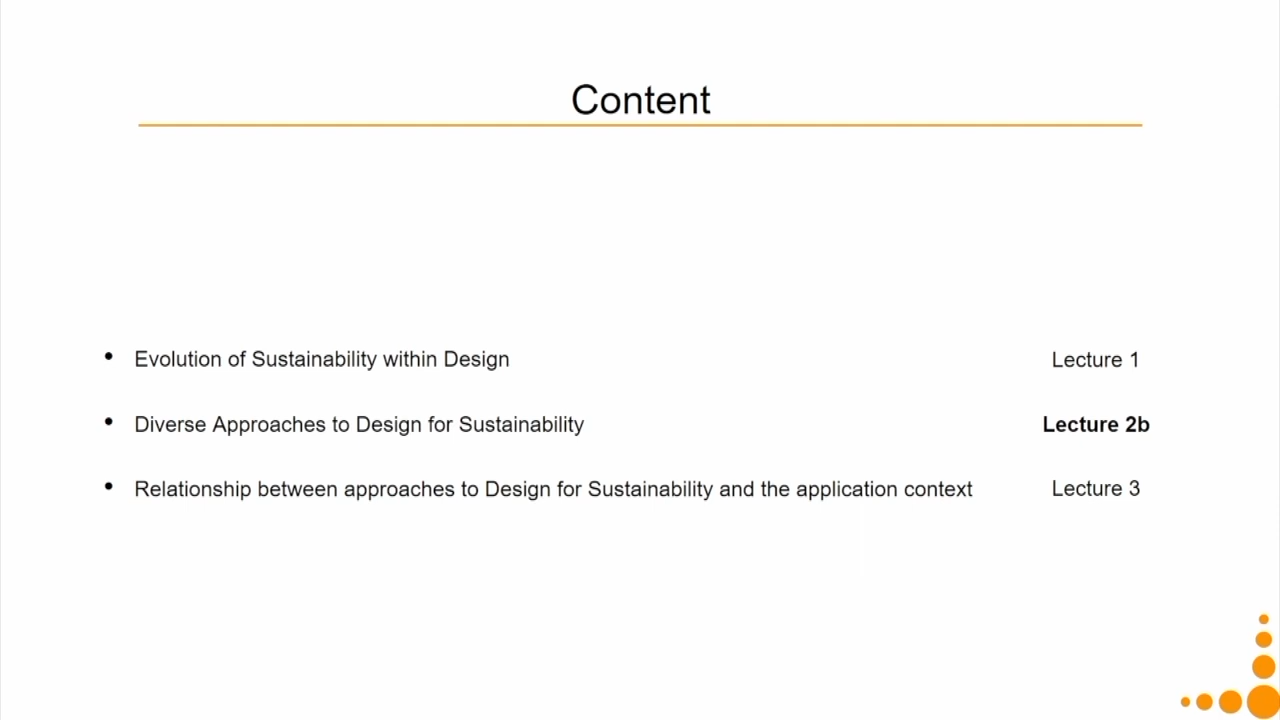 Content
• Evolution of Sustainability within Design Lecture 1
• Diverse Approaches to Design for Sustainability Lecture 2b
• Relationship between approaches to Design for Sustainability and the application context Lecture 3